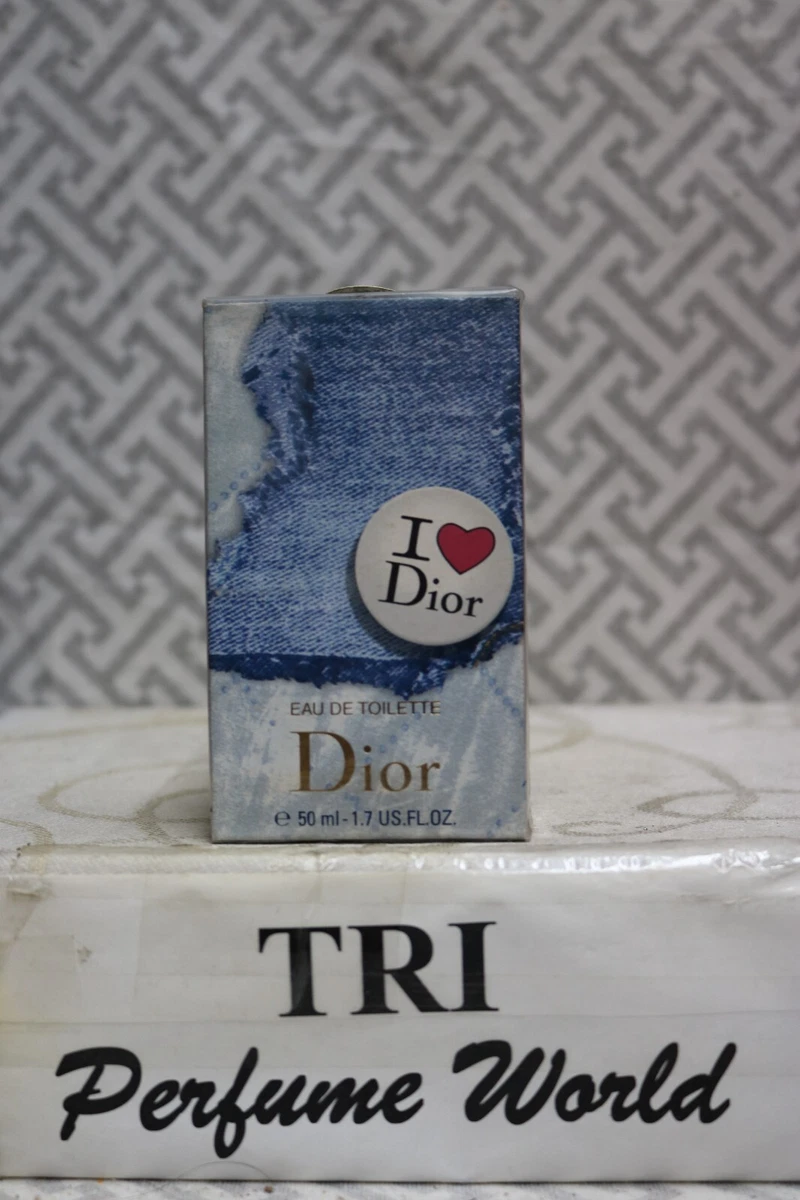 I
Dior
EAU DE TOILETTE
Dior
℮ 50 ml - 1.7 US.FL.OZ.
TRI
Perfume World